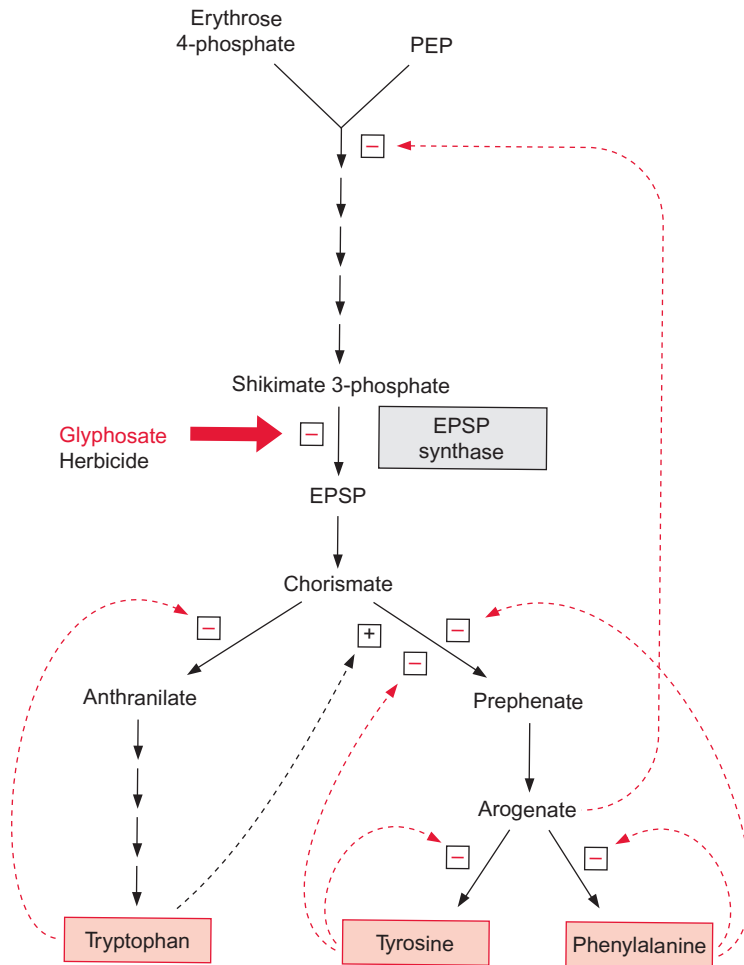 Erythrose
4-phosphate
PEP
−
Shikimate 3-phosphate
Glyphosate
Herbicide
−
EPSP
synthase
EPSP
Chorismate
−
+
−
−
Anthranilate
Prephenate
Arogenate
−
−
Tryptophan
Tyrosine
Phenylalanine